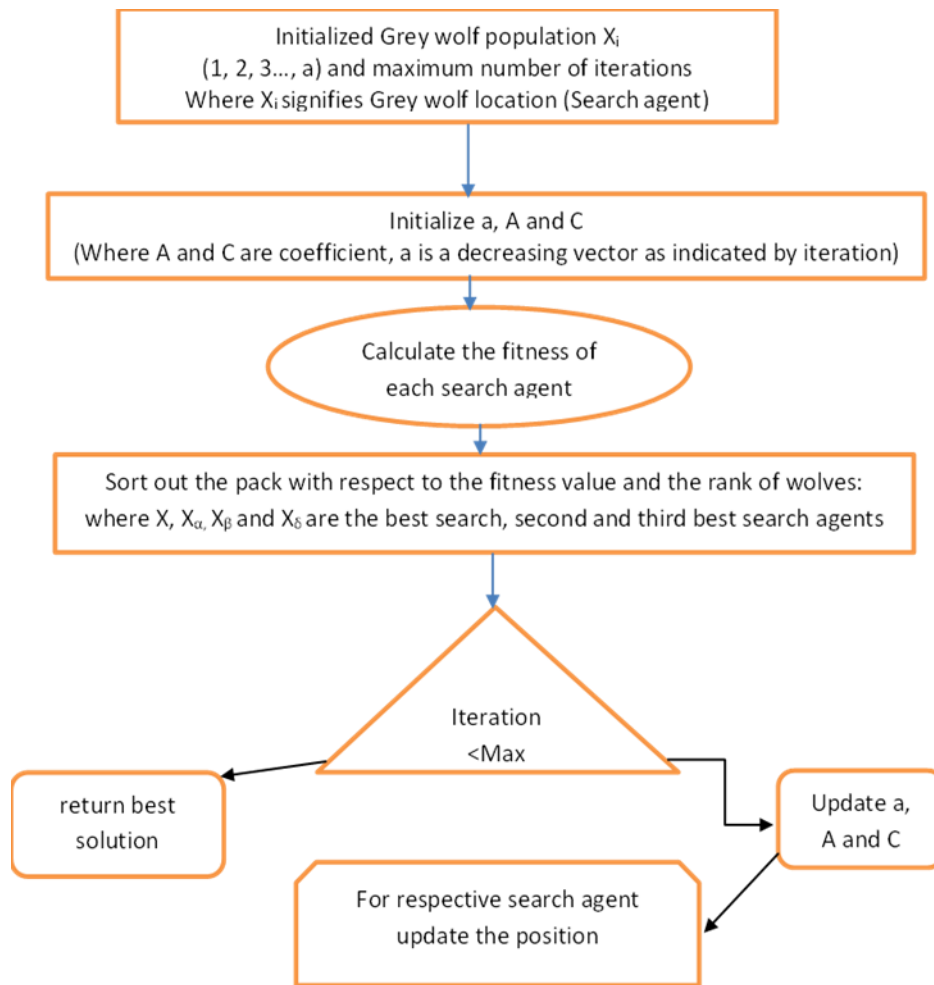 Initialized Grey wolf population Xᵢ
(1, 2, 3..., a) and maximum number of iterations
Where Xᵢ signifies Grey wolf location (Search agent)
Initialize a, A and C
(Where A and C are coefficient, a is a decreasing vector as indicated by iteration)
Calculate the fitness of
each search agent
Sort out the pack with respect to the fitness value and the rank of wolves:
where X, Xα, Xβ and Xδ are the best search, second and third best search agents
Iteration
<Max
return best
solution
Update a,
A and C
For respective search agent
update the position